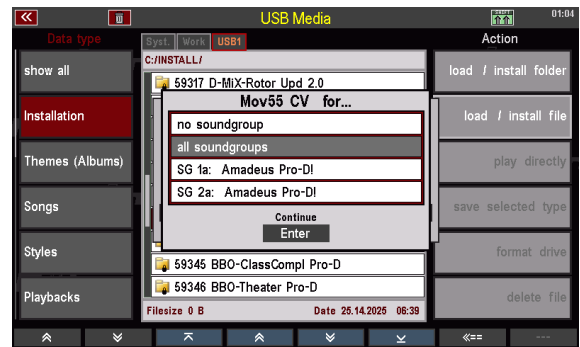 USB Media
01:04
Data type
Syst. Work USB1
Action
C:/INSTALL/
show all
59317 D-MiX-Rotor Upd 2.0
load / install folder
Mov55 CV for...
Installation
no soundgroup
load / install file
all soundgroups
Themes (Albums)
SG 1a: Amadeus Pro-D!
play directly
SG 2a: Amadeus Pro-D!
Songs
save selected type
Continue
Enter
Styles
format drive
59345 BBO-ClassCompl Pro-D
59346 BBO-Theater Pro-D
Playbacks
delete file
Filesize 0 B
Date 25.14.2025 06:39
<==
---